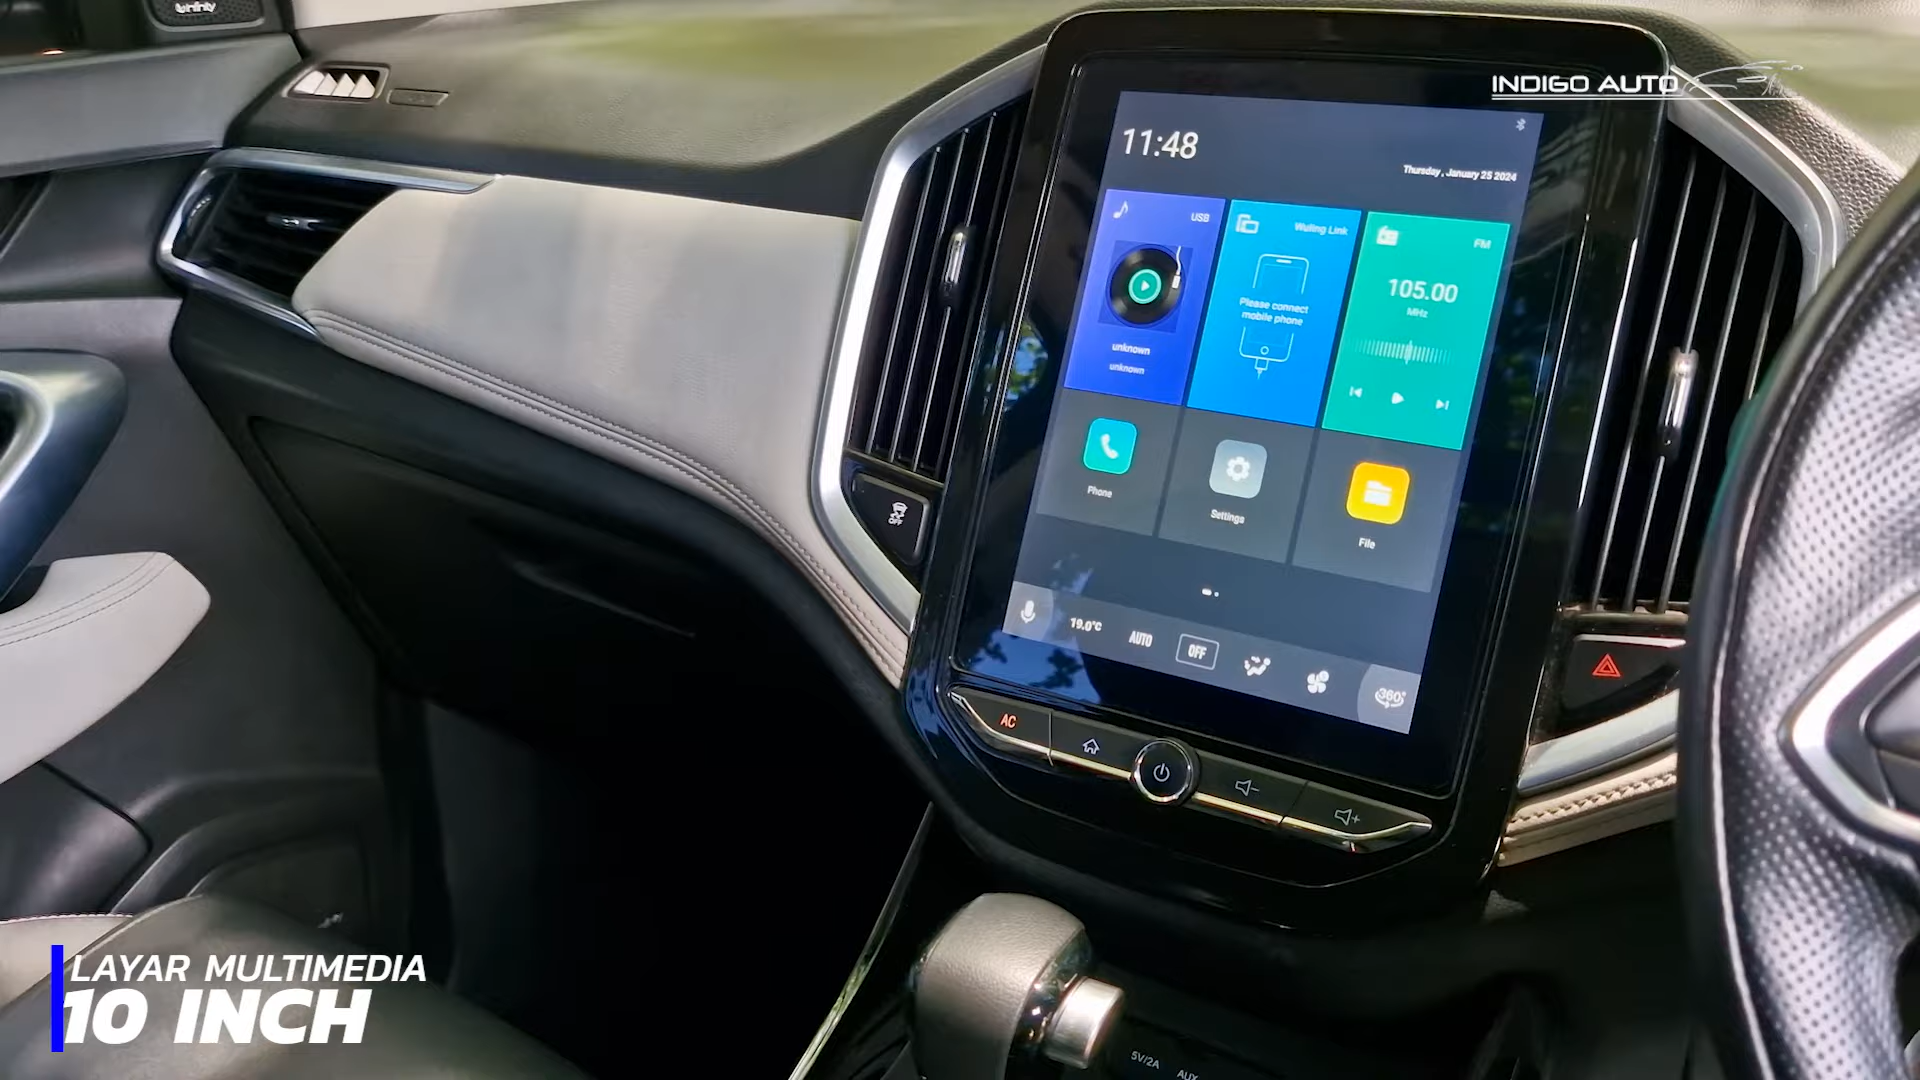 Infinity
INDIGO AUTO
11:48
Thursday, January 25 2024
USB
Wuling Link
FM
Please connect
mobile phone
105.00
MHz
unknown
unknown
Phone
Settings
File
OFF
19.0°C
AUTO
OFF
360°
AC
5V/2A
AUX
LAYAR MULTIMEDIA
10 INCH